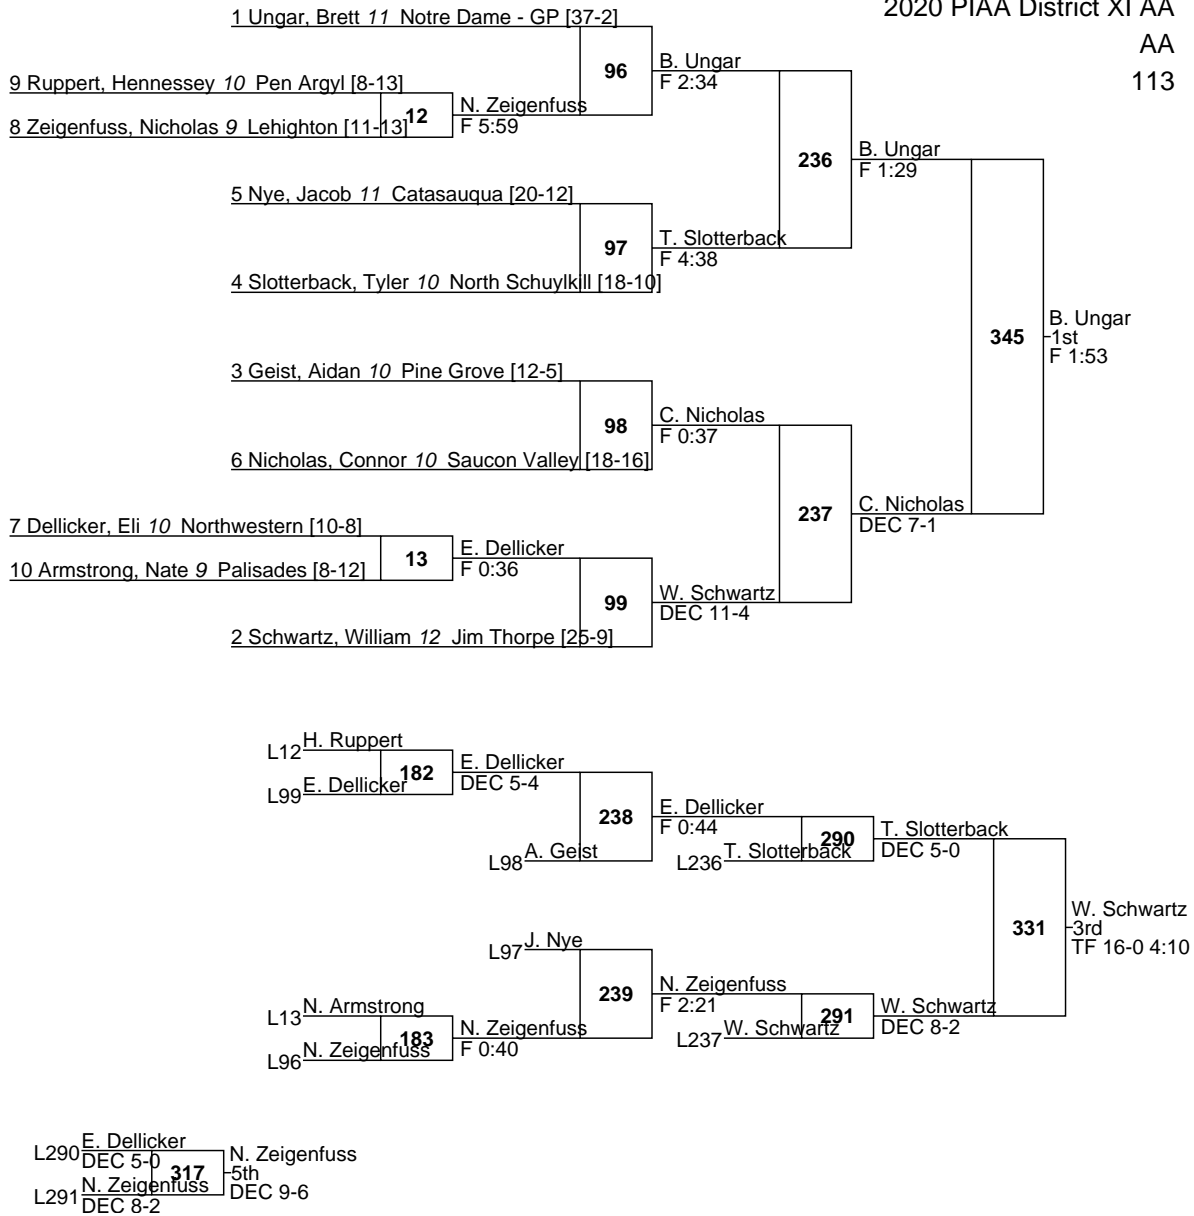 2020 PIAA District XI AA
AA
113
1 Ungar, Brett 11 Notre Dame - GP [37-2]
96
B. Ungar
F 2:34
9 Ruppert, Hennessey 10 Pen Argyl [8-13]
12
N. Zeigenfuss
F 5:59
8 Zeigenfuss, Nicholas 9 Lehighton [11-13]
236
B. Ungar
F 1:29
5 Nye, Jacob 11 Catasauqua [20-12]
97
T. Slotterback
F 4:38
4 Slotterback, Tyler 10 North Schuylkill [18-10]
345
B. Ungar
1st
F 1:53
3 Geist, Aidan 10 Pine Grove [12-5]
98
C. Nicholas
F 0:37
6 Nicholas, Connor 10 Saucon Valley [18-16]
237
C. Nicholas
DEC 7-1
7 Dellicker, Eli 10 Northwestern [10-8]
13
E. Dellicker
F 0:36
10 Armstrong, Nate 9 Palisades [8-12]
99
W. Schwartz
DEC 11-4
2 Schwartz, William 12 Jim Thorpe [25-9]
L12 H. Ruppert
182
E. Dellicker
DEC 5-4
L99 E. Dellicker
238
E. Dellicker
F 0:44
L98 A. Geist
290
T. Slotterback
DEC 5-0
L236 T. Slotterback
331
W. Schwartz
3rd
TF 16-0 4:10
L97 J. Nye
239
N. Zeigenfuss
F 2:21
L13 N. Armstrong
183
N. Zeigenfuss
F 0:40
L96 N. Zeigenfuss
291
W. Schwartz
DEC 8-2
L237 W. Schwartz
L290 E. Dellicker
DEC 5-0
317
N. Zeigenfuss
5th
DEC 9-6
L291 N. Zeigenfuss
DEC 8-2